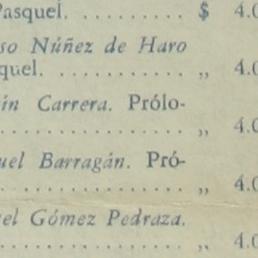 Pasquel. . . . . . . . . . . $ 4.0
so Núñez de Haro
quel. . . . . . . . . . . . ,, 4.0
ín Carrera. Prólo-
. . . . . . . . . . . . . . ,, 4.0
uel Barragán. Pró-
. . . . . . . . . . . . . . ,, 4.0
el Gómez Pedraza.
. . . . . . . . . . . . . . ,, 4.0